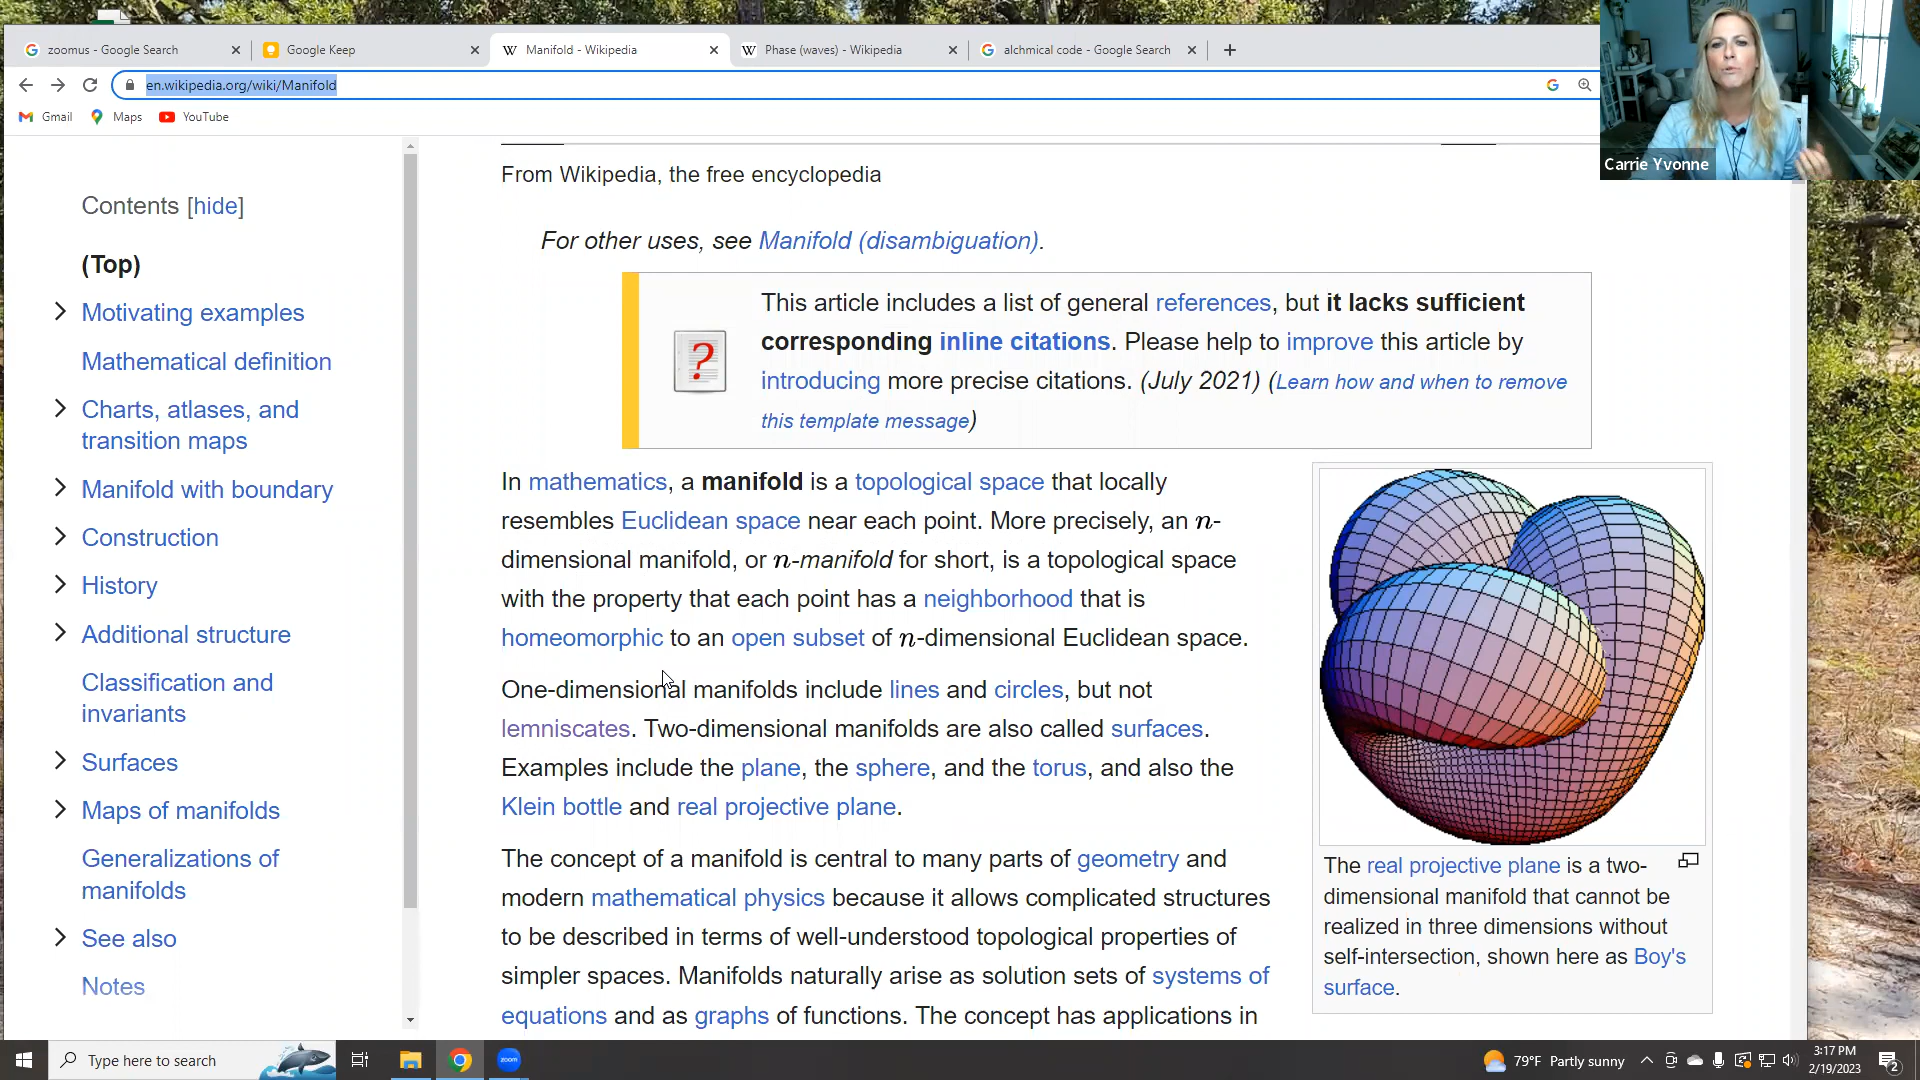 zoomus - Google Search
Google Keep
Manifold - Wikipedia
Phase (waves) - Wikipedia
alchmical code - Google Search
en.wikipedia.org/wiki/Manifold
Gmail
Maps
YouTube
Carrie Yvonne
Contents [hide]
(Top)
Motivating examples
Mathematical definition
Charts, atlases, and
transition maps
Manifold with boundary
Construction
History
Additional structure
Classification and
invariants
Surfaces
Maps of manifolds
Generalizations of
manifolds
See also
Notes
From Wikipedia, the free encyclopedia
For other uses, see Manifold (disambiguation).
This article includes a list of general references, but it lacks sufficient
corresponding inline citations. Please help to improve this article by
introducing more precise citations. (July 2021) (Learn how and when to remove
this template message)
In mathematics, a manifold is a topological space that locally
resembles Euclidean space near each point. More precisely, an n-
dimensional manifold, or n-manifold for short, is a topological space
with the property that each point has a neighborhood that is
homeomorphic to an open subset of n-dimensional Euclidean space.
One-dimensional manifolds include lines and circles, but not
lemniscates. Two-dimensional manifolds are also called surfaces.
Examples include the plane, the sphere, and the torus, and also the
Klein bottle and real projective plane.
The concept of a manifold is central to many parts of geometry and
modern mathematical physics because it allows complicated structures
to be described in terms of well-understood topological properties of
simpler spaces. Manifolds naturally arise as solution sets of systems of
equations and as graphs of functions. The concept has applications in
The real projective plane is a two-
dimensional manifold that cannot be
realized in three dimensions without
self-intersection, shown here as Boy's
surface.
Type here to search
zoom
79°F Partly sunny
3:17 PM
2/19/2023
2